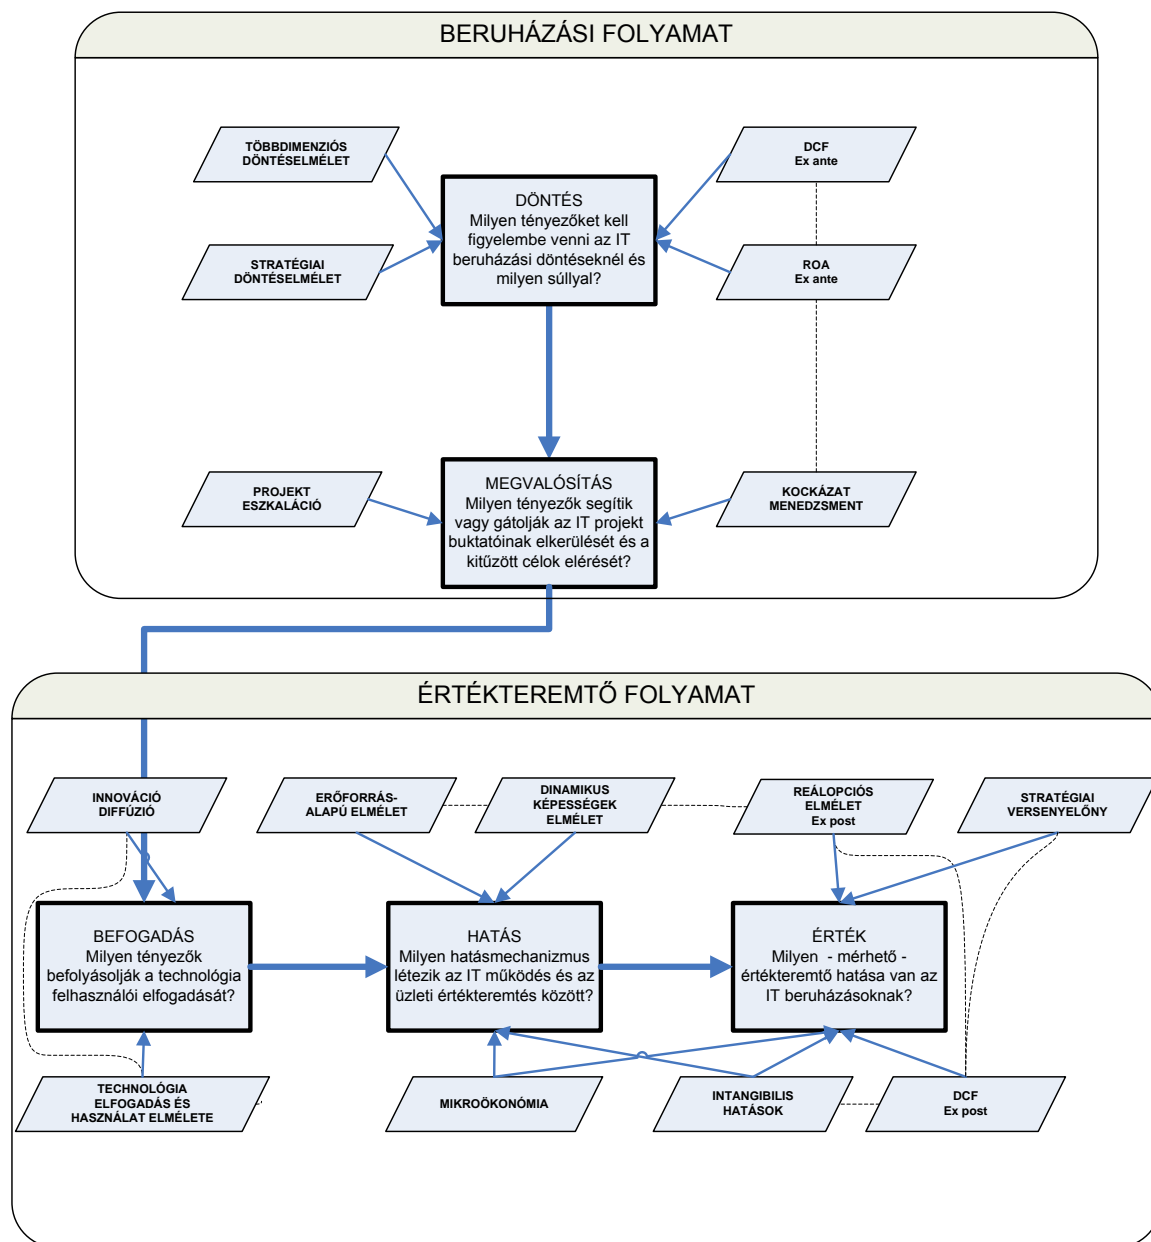 BERUHÁZÁSI FOLYAMAT
TÖBBDIMENZIÓS
DÖNTÉSELMÉLET
DCF
Ex ante
DÖNTÉS
Milyen tényezőket kell
figyelembe venni az IT
beruházási döntéseknél és
milyen súllyal?
STRATÉGIAI
DÖNTÉSELMÉLET
ROA
Ex ante
PROJEKT
ESZKALÁCIÓ
MEGVALÓSÍTÁS
Milyen tényezők segítik
vagy gátolják az IT projekt
buktatóinak elkerülését és a
kitűzött célok elérését?
KOCKÁZAT
MENEDZSMENT
ÉRTÉKTEREMTŐ FOLYAMAT
INNOVÁCIÓ
DIFFÚZIÓ
ERŐFORRÁS-
ALAPÚ ELMÉLET
DINAMIKUS
KÉPESSÉGEK
ELMÉLET
REÁLOPCIÓS
ELMÉLET
Ex post
STRATÉGIAI
VERSENYELŐNY
BEFOGADÁS
Milyen tényezők
befolyásolják a technológia
felhasználói elfogadását?
HATÁS
Milyen hatásmechanizmus
létezik az IT működés és az
üzleti értékteremtés között?
ÉRTÉK
Milyen - mérhető -
értékteremtő hatása van az
IT beruházásoknak?
TECHNOLÓGIA
ELFOGADÁS ÉS
HASZNÁLAT ELMÉLETE
MIKROÖKONÓMIA
INTANGIBILIS
HATÁSOK
DCF
Ex post